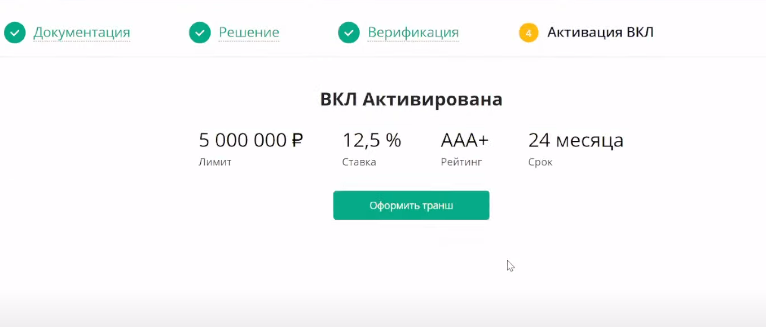 Документация Решение Верификация 4 Активация ВКЛ
ВКЛ Активирована
5 000 000 ₽ 12,5 % ААА+ 24 месяца
Лимит Ставка Рейтинг Срок
Оформить транш